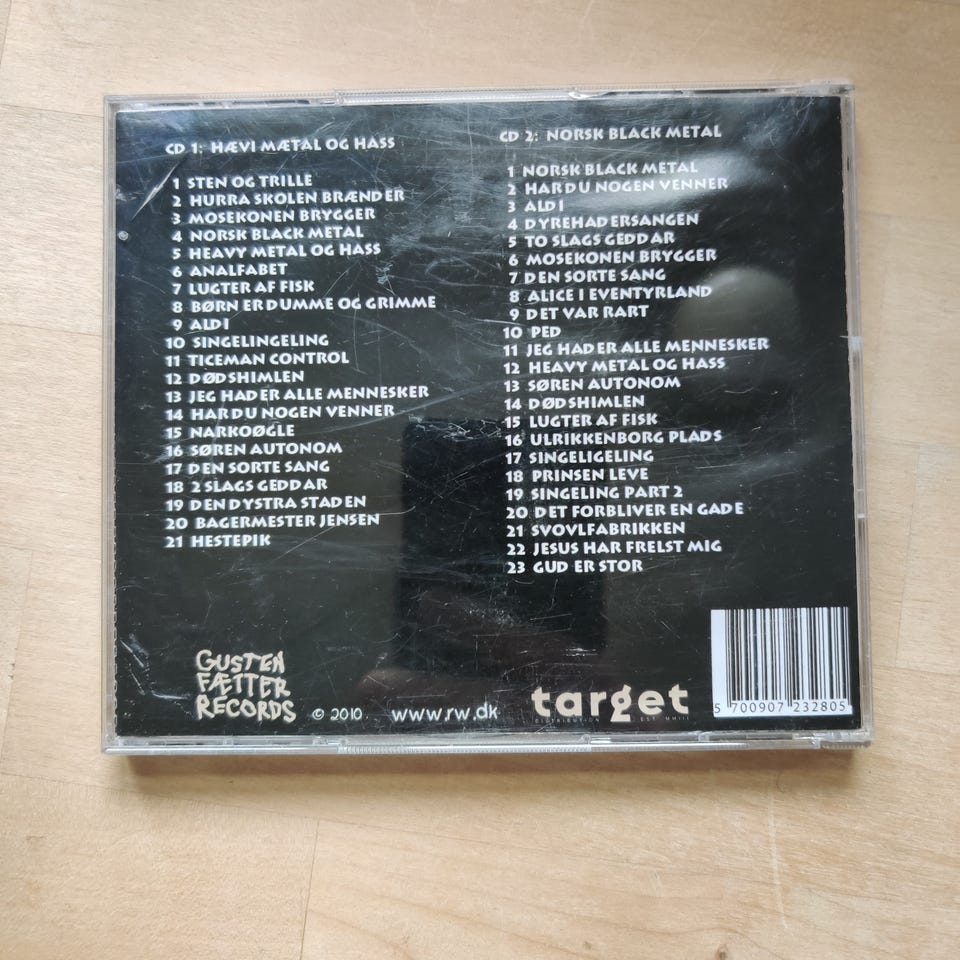 CD 1: HÆVI MÆTAL OG HASS
1 STEN OG TRILLE
2 HURRA SKOLEN BRÆNDER
3 MOSEKONEN BRYGGER
4 NORSK BLACK METAL
5 HEAVY METAL OG HASS
6 ANALFABET
7 LUGTER AF FISK
8 BØRN ER DUMME OG GRIMME
9 ALDI
10 SINGELINGELING
11 TICEMAN CONTROL
12 DØDSHIMLEN
13 JEG HADER ALLE MENNESKER
14 HAR DU NOGEN VENNER
15 NARKOØGLE
16 SØREN AUTONOM
17 DEN SORTE SANG
18 2 SLAGS GEDDAR
19 DEN DYSTRA STADEN
20 BAGERMESTER JENSEN
21 HESTEPIK
CD 2: NORSK BLACK METAL
1 NORSK BLACK METAL
2 HAR DU NOGEN VENNER
3 ALDI
4 DYREHADERSANGEN
5 TO SLAGS GEDDAR
6 MOSEKONEN BRYGGER
7 DEN SORTE SANG
8 ALICE I EVENTYRLAND
9 DET VAR RART
10 PED
11 JEG HADER ALLE MENNESKER
12 HEAVY METAL OG HASS
13 SØREN AUTONOM
14 DØDSHIMLEN
15 LUGTER AF FISK
16 ULRIKKENBORG PLADS
17 SINGELIGELING
18 PRINSEN LEVE
19 SINGELING PART 2
20 DET FORBLIVER EN GADE
21 SVOVLFABRIKKEN
22 JESUS HAR FRELST MIG
23 GUD ER STOR
GUSTEN
FÆTTER
RECORDS
© 2010
www.rw.dk
target
DISTRIBUTION EST MMIII
5 700907 232805